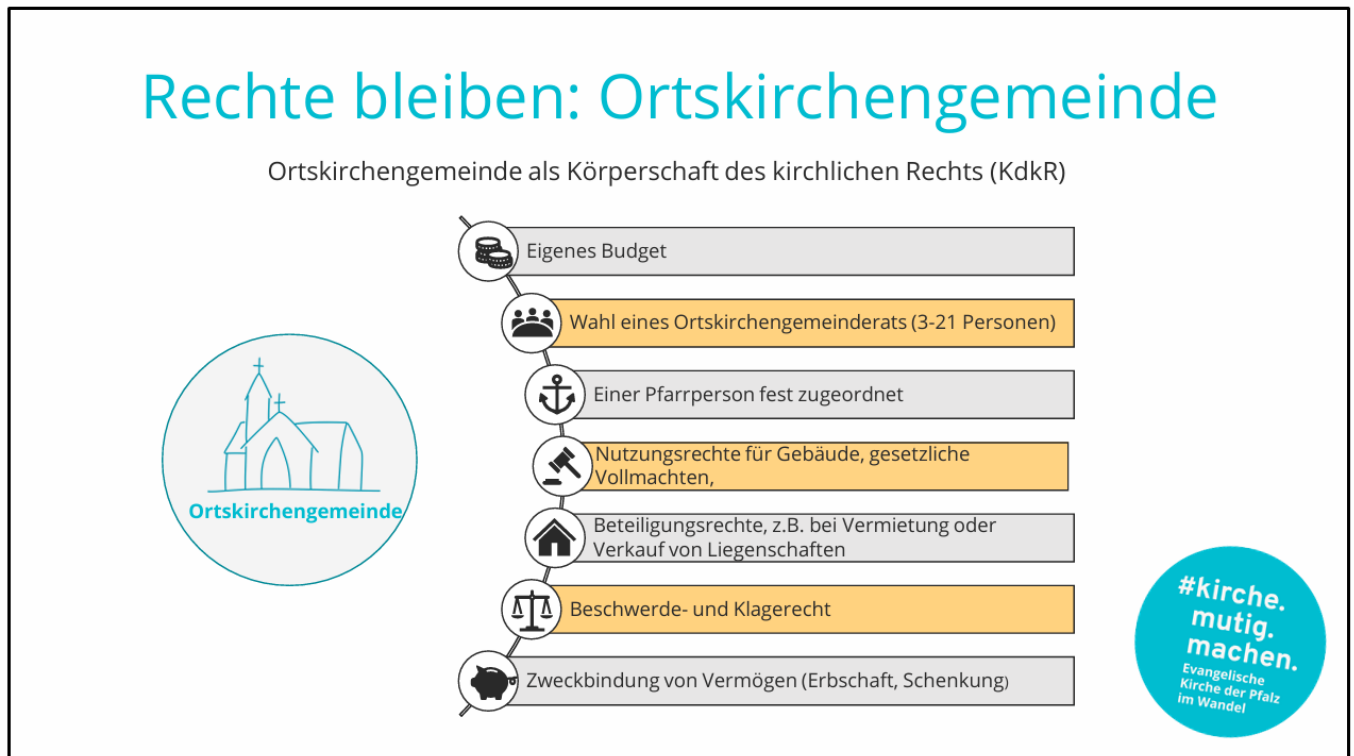 Rechte bleiben: Ortskirchengemeinde
Ortskirchengemeinde als Körperschaft des kirchlichen Rechts (KdkR)
Eigenes Budget
Wahl eines Ortskirchengemeinderats (3-21 Personen)
Einer Pfarrperson fest zugeordnet
Nutzungsrechte für Gebäude, gesetzliche
Vollmachten,
Beteiligungsrechte, z.B. bei Vermietung oder
Verkauf von Liegenschaften
Beschwerde- und Klagerecht
Zweckbindung von Vermögen (Erbschaft, Schenkung)
Ortskirchengemeinde
#kirche.
mutig.
machen.
Evangelische
Kirche der Pfalz
im Wandel